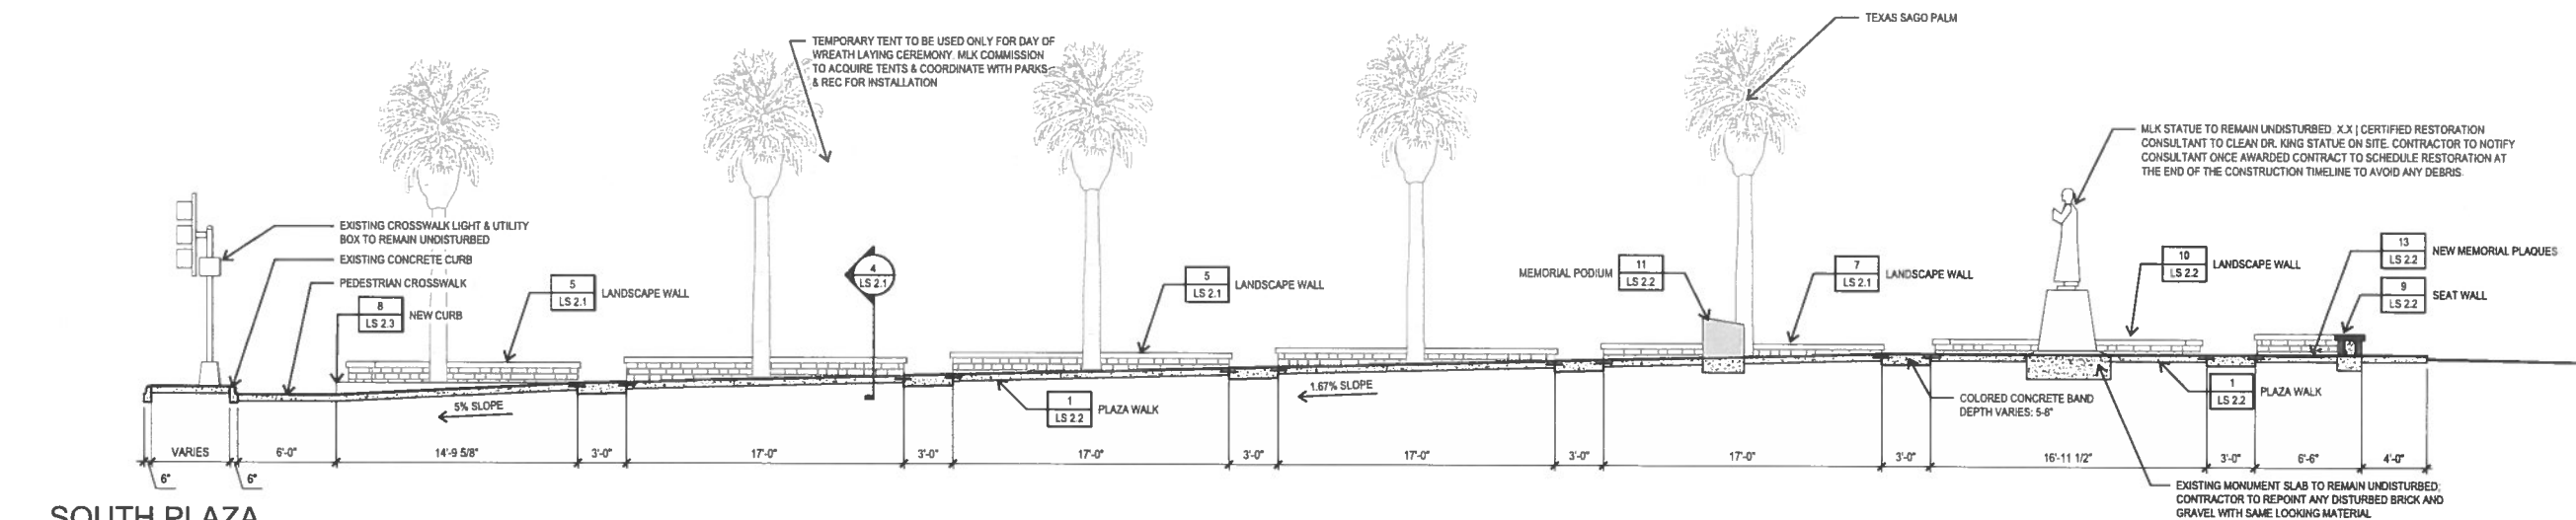 TEXAS SAGO PALM
TEMPORARY TENT TO BE USED ONLY FOR DAY OF
WREATH LAYING CEREMONY. MLK COMMISSION
TO ACQUIRE TENTS & COORDINATE WITH PARKS
& REC FOR INSTALLATION
MLK STATUE TO REMAIN UNDISTURBED. X.X | CERTIFIED RESTORATION
CONSULTANT TO CLEAN DR. KING STATUE ON SITE. CONTRACTOR TO NOTIFY
CONSULTANT ONCE AWARDED CONTRACT TO SCHEDULE RESTORATION AT
THE END OF THE CONSTRUCTION TIMELINE TO AVOID ANY DEBRIS.
EXISTING CROSSWALK LIGHT & UTILITY
BOX TO REMAIN UNDISTURBED
EXISTING CONCRETE CURB
PEDESTRIAN CROSSWALK
8
LS 2.3
NEW CURB
5
LS 2.1
LANDSCAPE WALL
4
LS 2.1
5
LS 2.1
LANDSCAPE WALL
MEMORIAL PODIUM
11
LS 2.2
7
LS 2.1
LANDSCAPE WALL
10
LS 2.2
LANDSCAPE WALL
13
LS 2.2
NEW MEMORIAL PLAQUES
9
LS 2.2
SEAT WALL
5% SLOPE
1
LS 2.2
PLAZA WALK
1.67% SLOPE
COLORED CONCRETE BAND
DEPTH VARIES: 5-8"
1
LS 2.2
PLAZA WALK
VARIES
6'-0"
14'-9 5/8"
3'-0"
17'-0"
3'-0"
17'-0"
3'-0"
17'-0"
3'-0"
17'-0"
3'-0"
16'-11 1/2"
3'-0"
6'-6"
4'-0"
6"
6"
EXISTING MONUMENT SLAB TO REMAIN UNDISTURBED;
CONTRACTOR TO REPOINT ANY DISTURBED BRICK AND
GRAVEL WITH SAME LOOKING MATERIAL
SOUTH PLAZA